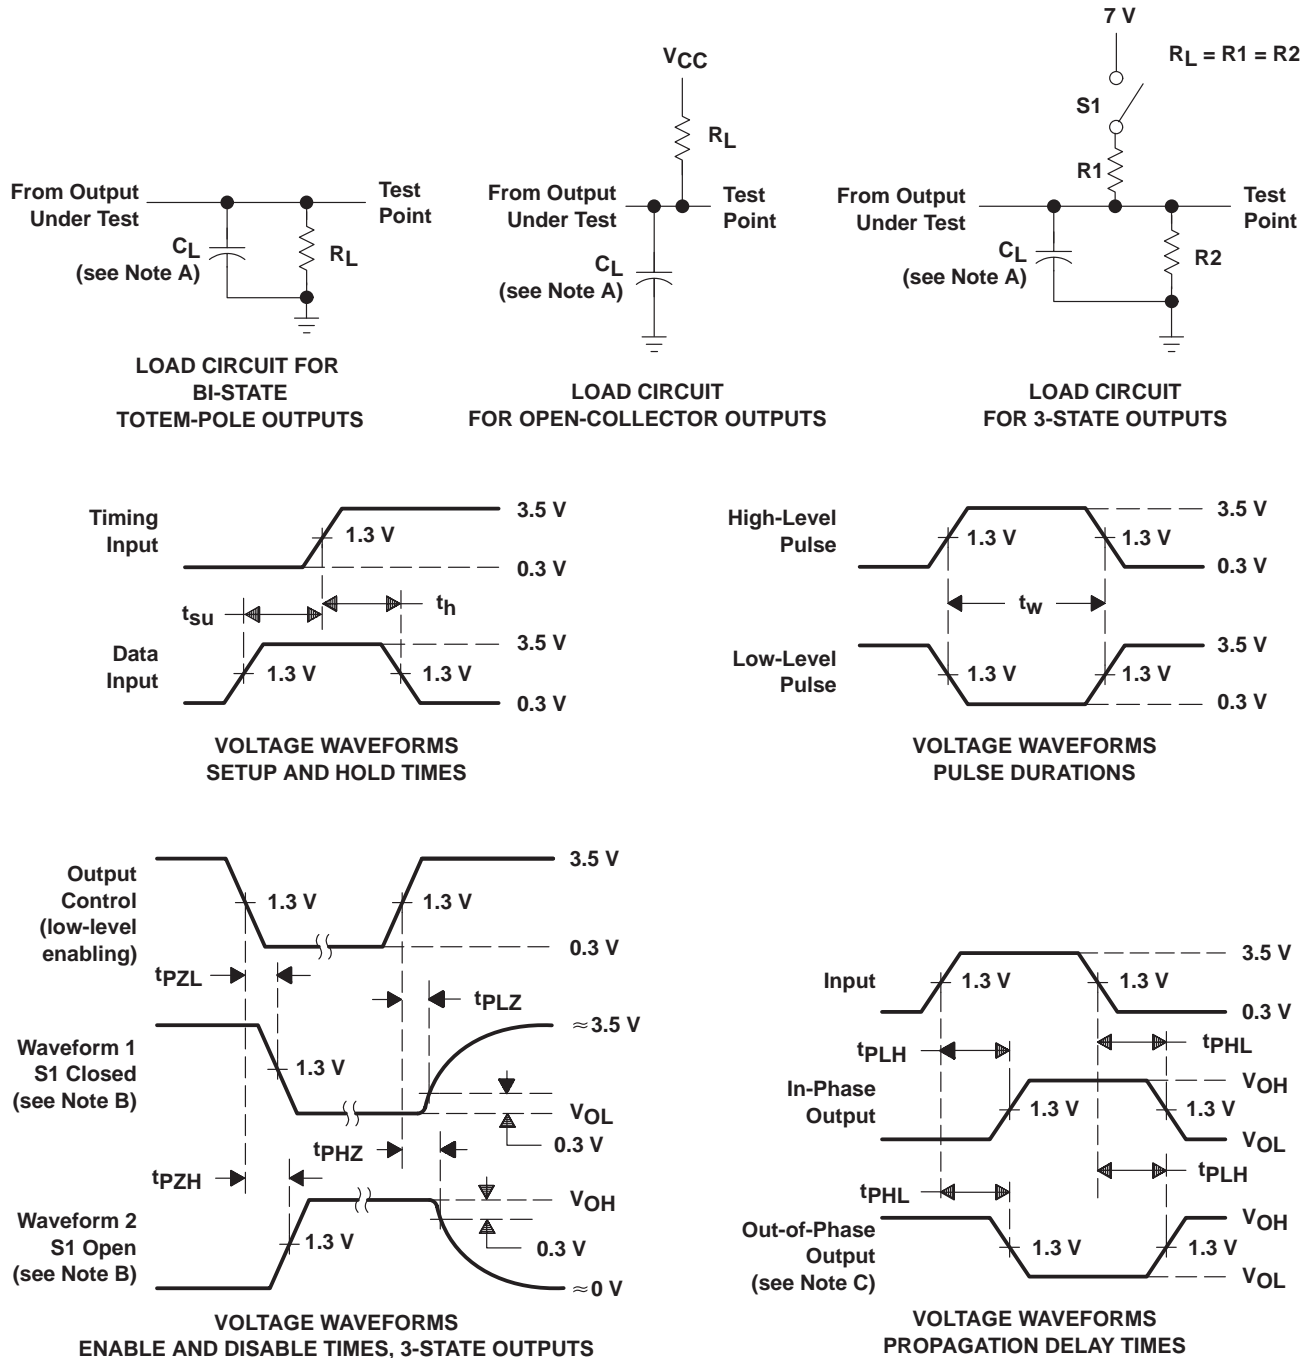 From Output
Under Test
CL
(see Note A)
RL
Test
Point
LOAD CIRCUIT FOR
BI-STATE
TOTEM-POLE OUTPUTS
VCC
RL
From Output
Under Test
Test
Point
CL
(see Note A)
LOAD CIRCUIT
FOR OPEN-COLLECTOR OUTPUTS
7 V
RL = R1 = R2
S1
R1
From Output
Under Test
Test
Point
CL
(see Note A)
R2
LOAD CIRCUIT
FOR 3-STATE OUTPUTS
Timing
Input
1.3 V
3.5 V
0.3 V
tsu
th
Data
Input
1.3 V
1.3 V
3.5 V
0.3 V
VOLTAGE WAVEFORMS
SETUP AND HOLD TIMES
High-Level
Pulse
1.3 V
1.3 V
3.5 V
0.3 V
tw
Low-Level
Pulse
1.3 V
1.3 V
3.5 V
0.3 V
VOLTAGE WAVEFORMS
PULSE DURATIONS
Output
Control
(low-level
enabling)
1.3 V
1.3 V
3.5 V
0.3 V
tPZL
tPLZ
Waveform 1
S1 Closed
(see Note B)
1.3 V
≈3.5 V
VOL
0.3 V
tPHZ
tPZH
Waveform 2
S1 Open
(see Note B)
1.3 V
VOH
0.3 V
≈0 V
VOLTAGE WAVEFORMS
ENABLE AND DISABLE TIMES, 3-STATE OUTPUTS
Input
1.3 V
1.3 V
3.5 V
0.3 V
tPLH
tPHL
In-Phase
Output
1.3 V
1.3 V
VOH
VOL
tPHL
tPLH
Out-of-Phase
Output
(see Note C)
1.3 V
1.3 V
VOH
VOL
VOLTAGE WAVEFORMS
PROPAGATION DELAY TIMES